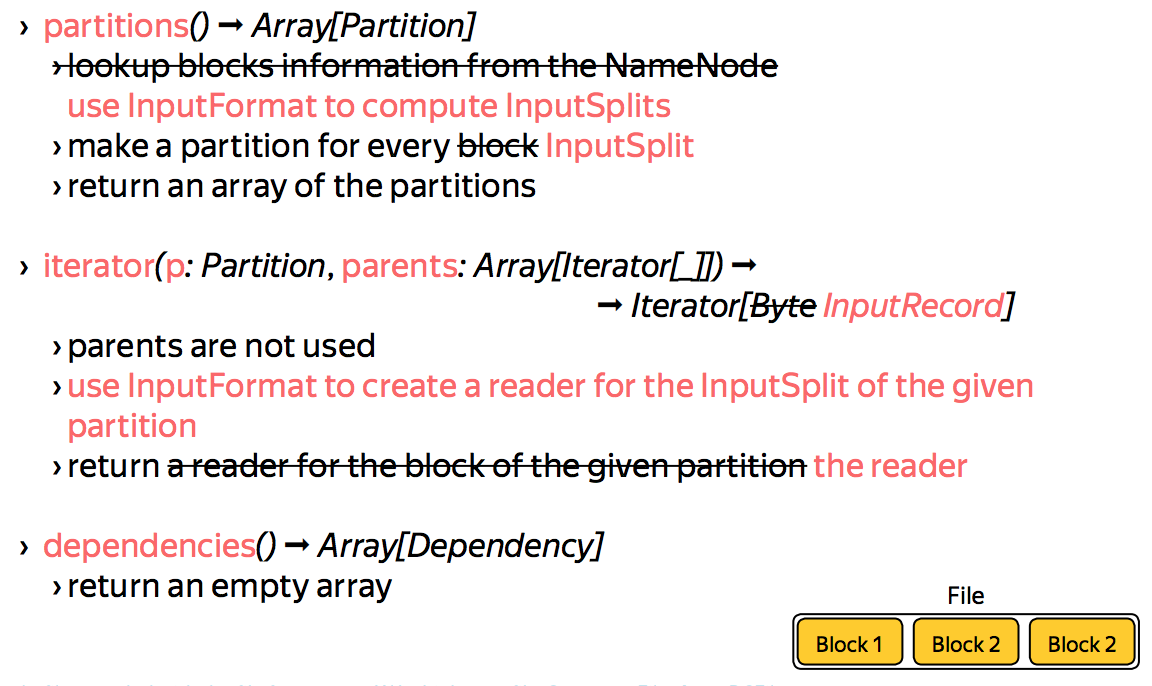 › partitions() → Array[Partition]
› lookup blocks information from the NameNode
use InputFormat to compute InputSplits
› make a partition for every block InputSplit
› return an array of the partitions
› iterator(p: Partition, parents: Array[Iterator[_]]) →
→ Iterator[Byte InputRecord]
› parents are not used
› use InputFormat to create a reader for the InputSplit of the given
partition
› return a reader for the block of the given partition the reader
› dependencies() → Array[Dependency]
› return an empty array
File
Block 1 Block 2 Block 2